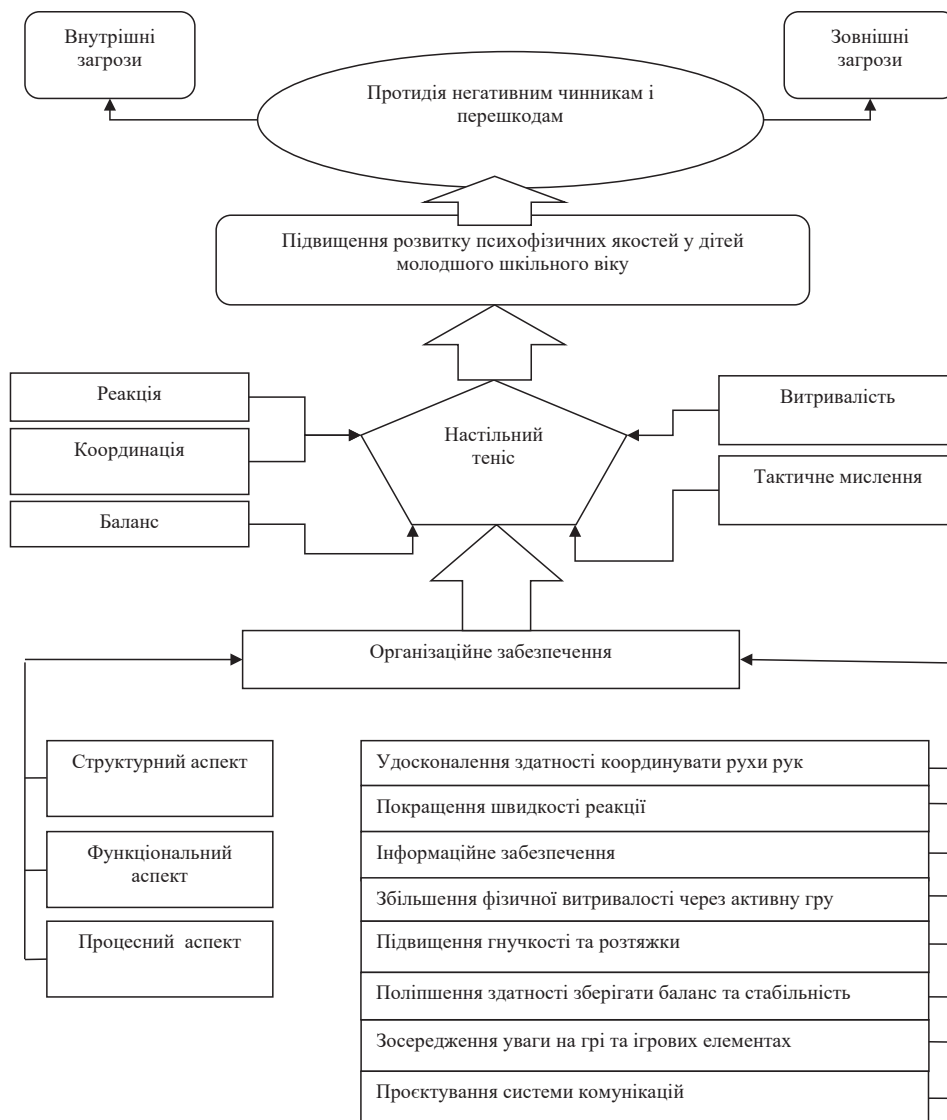 Внутрішні
загрози
Зовнішні
загрози
Протидія негативним чинникам і
перешкодам
Підвищення розвитку психофізичних якостей у дітей
молодшого шкільного віку
Реакція
Координація
Баланс
Настільний
теніс
Витривалість
Тактичне мислення
Організаційне забезпечення
Структурний аспект
Функціональний
аспект
Процесний аспект
Удосконалення здатності координувати рухи рук
Покращення швидкості реакції
Інформаційне забезпечення
Збільшення фізичної витривалості через активну гру
Підвищення гнучкості та розтяжки
Поліпшення здатності зберігати баланс та стабільність
Зосередження уваги на грі та ігрових елементах
Проєктування системи комунікацій